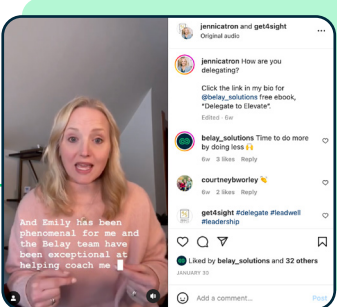 jennicatron and get4sight
Original audio
...
jennicatron How are you
delegating?
Click the link in my bio for
@belay_solutions free ebook,
"Delegate to Elevate".
Edited · 6w
belay_solutions Time to do more
by doing less 🙌
6w 3 likes Reply
courtneybworley 👏
6w 2 likes Reply
get4sight #delegate #leadwell
#leadership
And Emily has been
phenomenal for me and
the Belay team have
been exceptional at
helping coach me.
Liked by belay_solutions and 32 others
JANUARY 30
Add a comment...
Post